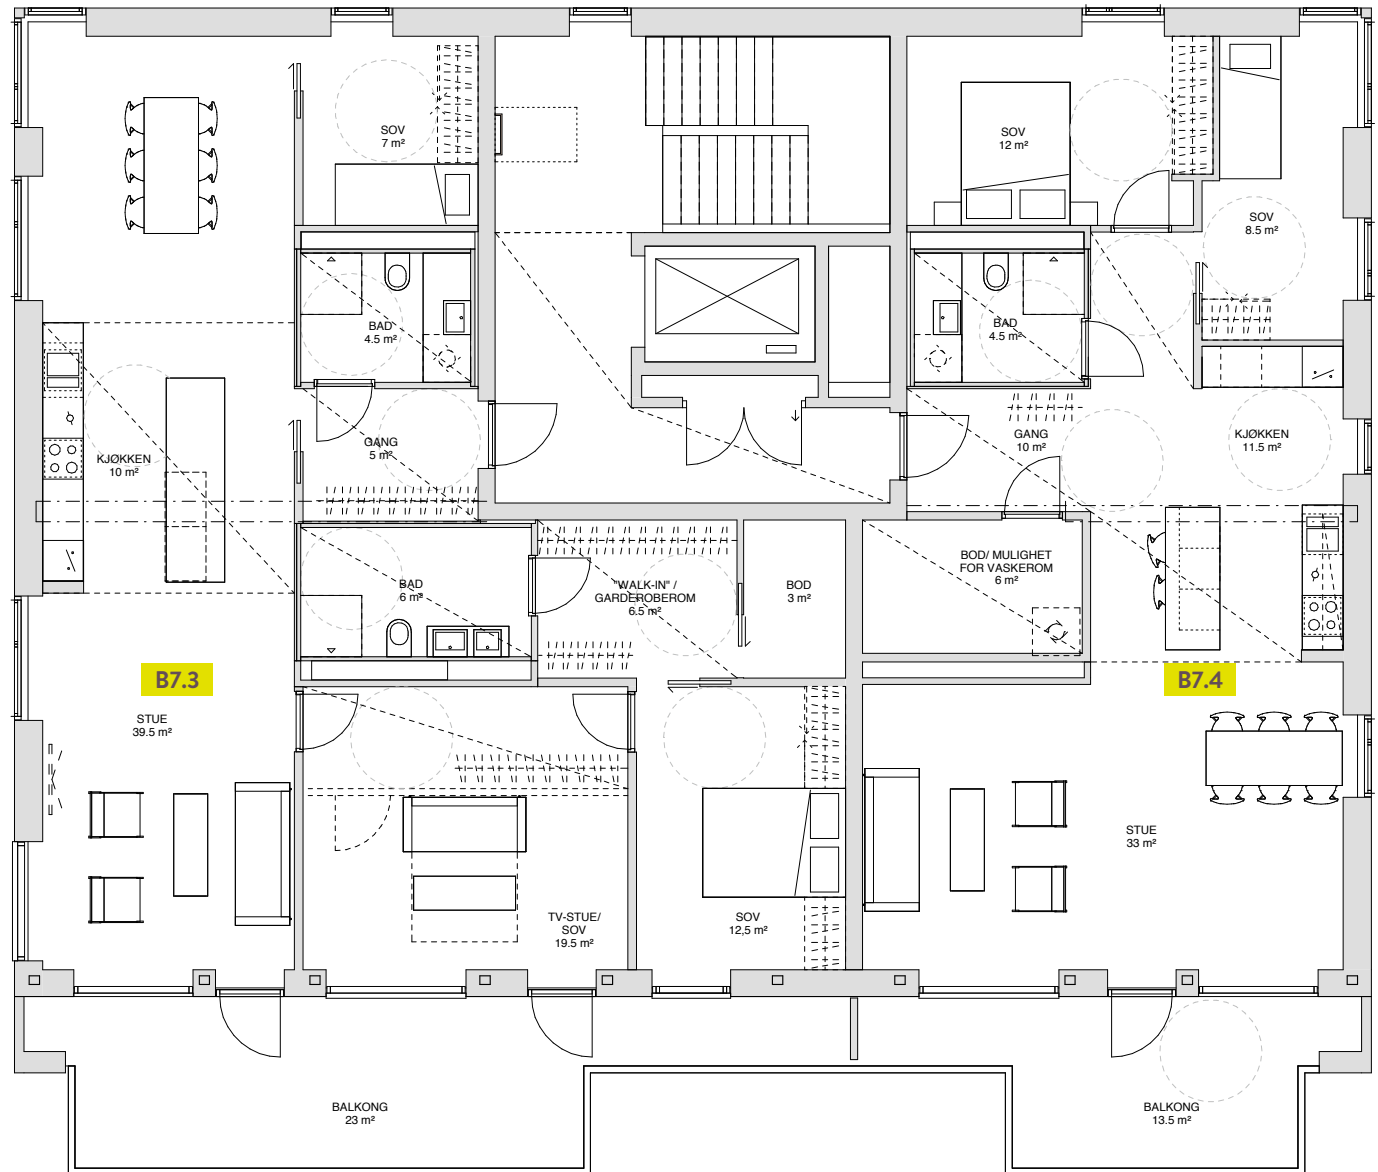 SOV
7 m²
SOV
12 m²
SOV
8.5 m²
BAD
4.5 m²
BAD
4.5 m²
GANG
5 m²
GANG
10 m²
KJØKKEN
11.5 m²
KJØKKEN
10 m²
BAD
6 m²
"WALK-IN" /
GARDEROBEROM
6.5 m²
BOD
3 m²
BOD/ MULIGHET
FOR VASKEROM
6 m²
B7.3
B7.4
STUE
39.5 m²
STUE
33 m²
TV-STUE/
SOV
19.5 m²
SOV
12,5 m²
BALKONG
23 m²
BALKONG
13.5 m²